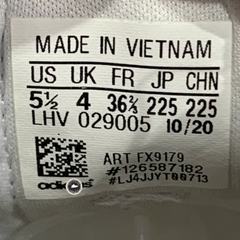 MADE IN VIETNAM
US UK FR JP CHN
5½ 4 36⅔ 225 225
LHV 029005 10/20
ART FX9179
#126587182
#LJ4JJYT00713
adidas